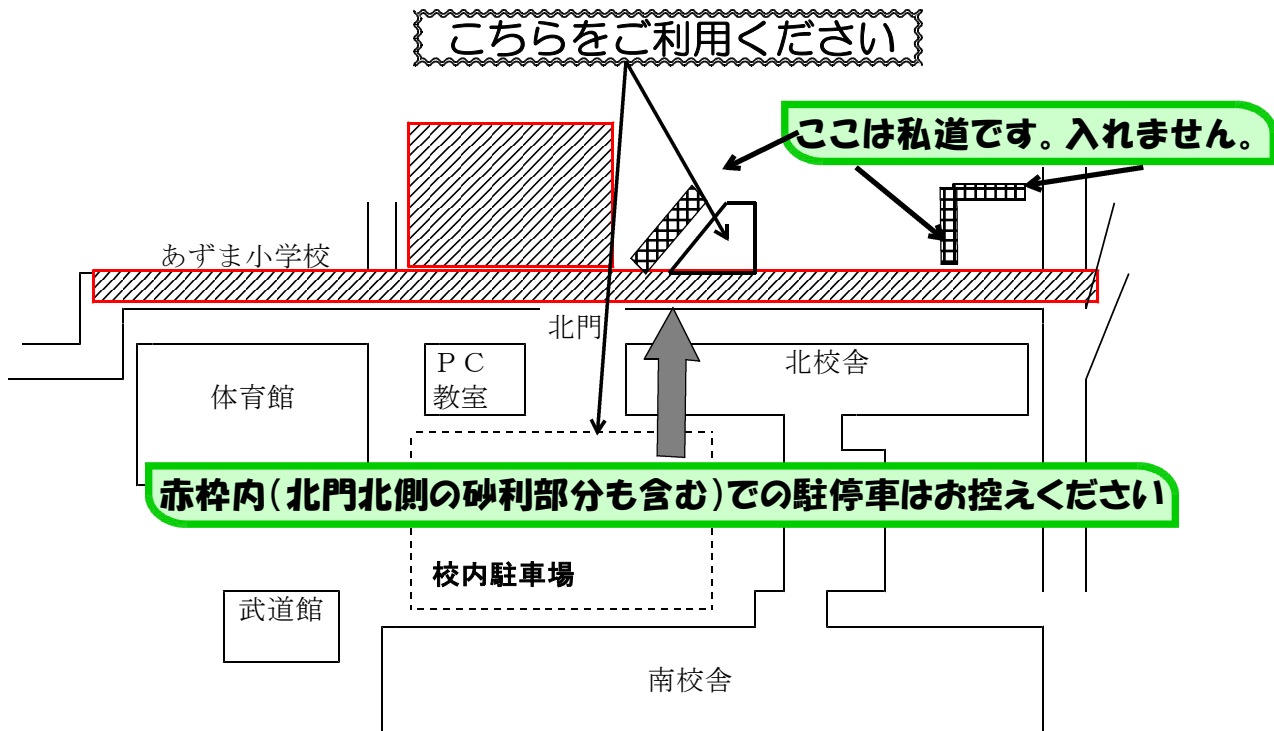 こちらをご利用ください
ここは私道です。入れません。
あずま小学校
北門
ＰＣ
教室
北校舎
体育館
赤枠内(北門北側の砂利部分も含む)での駐停車はお控えください
校内駐車場
武道館
南校舎